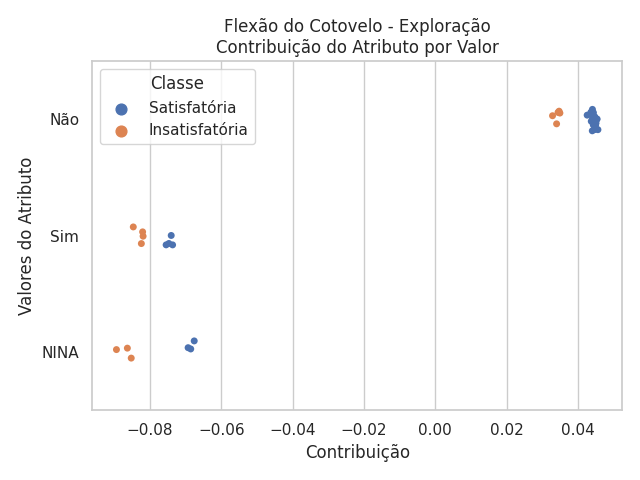 Flexão do Cotovelo - Exploração
Contribuição do Atributo por Valor
Classe
Satisfatória
Insatisfatória
Valores do Atributo
Não
Sim
NINA
−0.08 −0.06 −0.04 −0.02 0.00 0.02 0.04
Contribuição